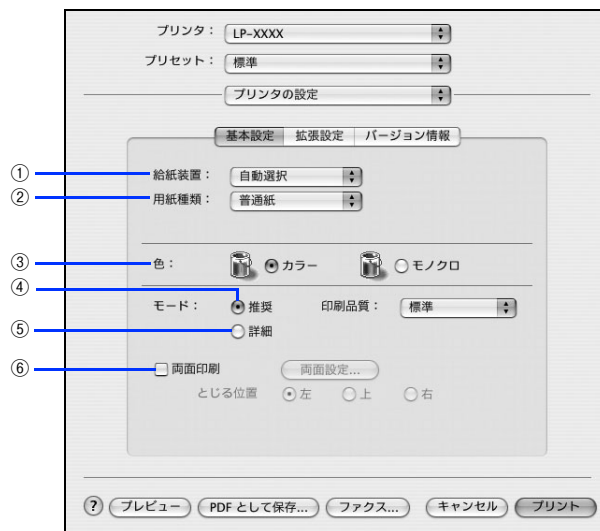 プリンタ： LP-XXXX
プリセット： 標準
プリンタの設定
基本設定 拡張設定 バージョン情報
① 給紙装置： 自動選択
② 用紙種類： 普通紙
③ 色： カラー モノクロ
④ モード： 推奨 印刷品質： 標準
⑤ 詳細
⑥ 両面印刷 両面設定...
とじる位置 左 上 右
? プレビュー PDF として保存... ファクス... キャンセル プリント